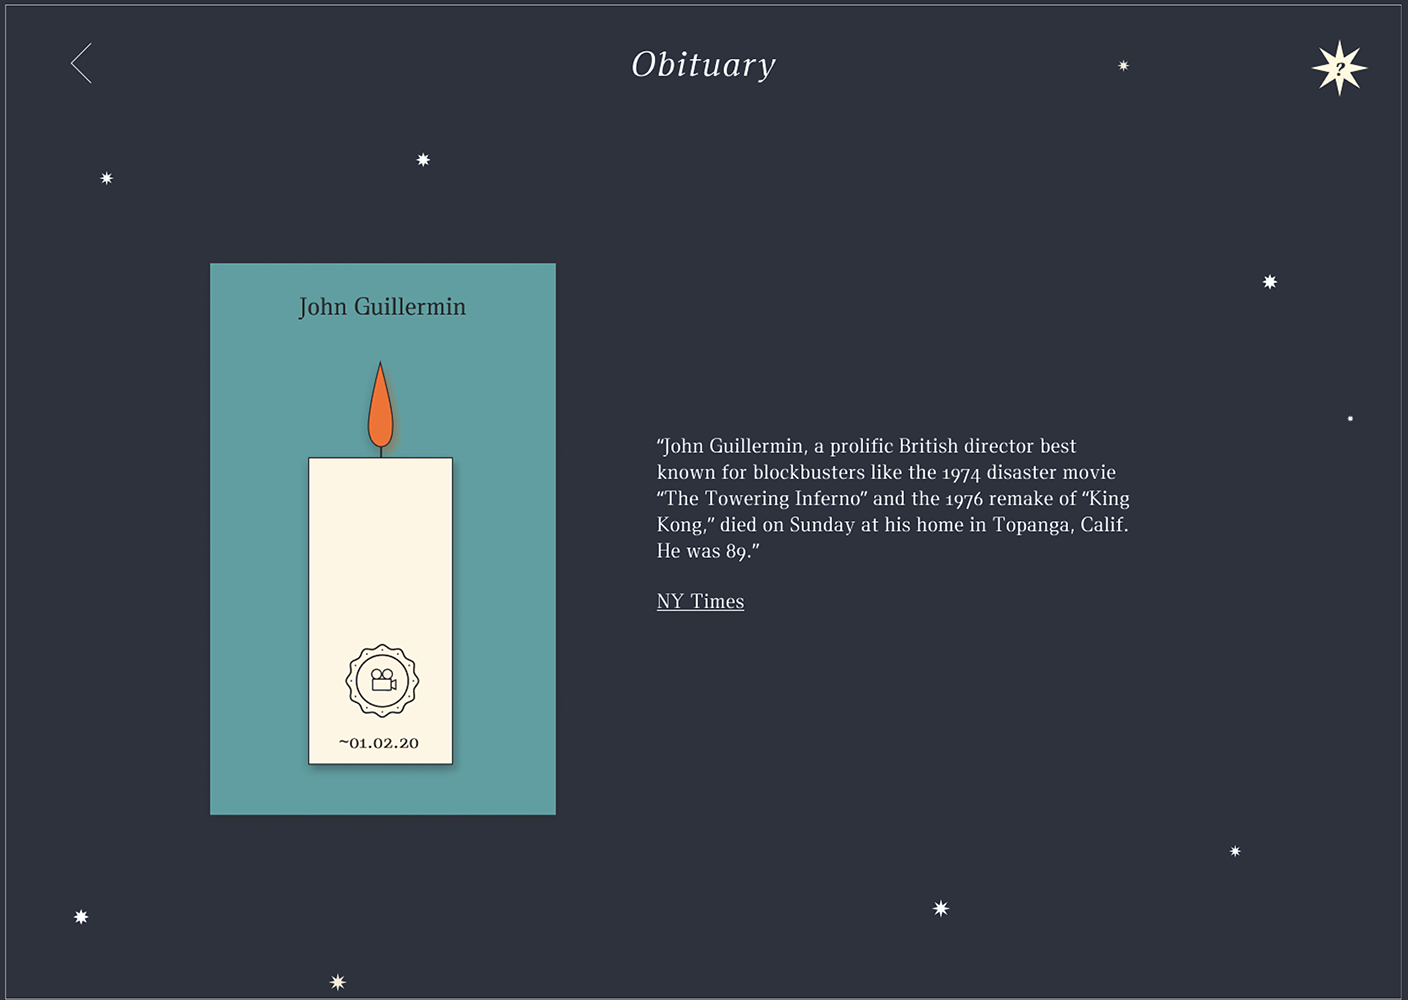 Obituary
?
John Guillermin
~01.02.20
“John Guillermin, a prolific British director best
known for blockbusters like the 1974 disaster movie
“The Towering Inferno” and the 1976 remake of “King
Kong,” died on Sunday at his home in Topanga, Calif.
He was 89.”
NY Times